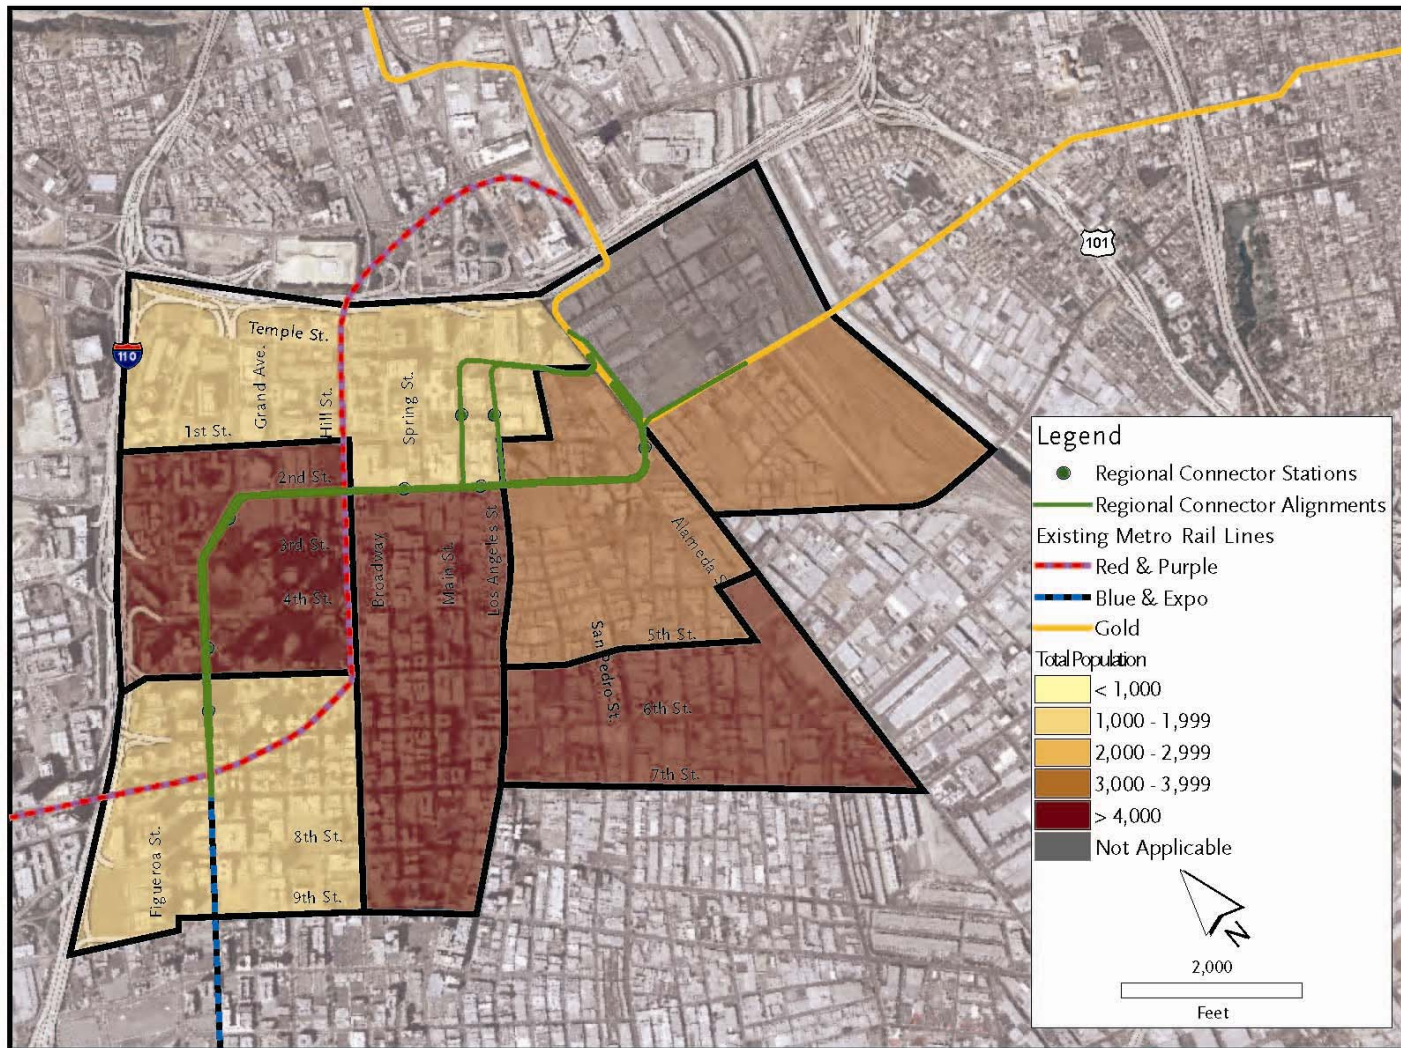 101
Temple St.
110
Grand Ave.
Hill St.
Spring St.
1st St.
2nd St.
3rd St.
4th St.
Broadway
Main St.
Los Angeles St.
Alameda S
San Pedro St.
5th St.
6th St.
7th St.
8th St.
9th St.
Figueroa St.
Legend
Regional Connector Stations
Regional Connector Alignments
Existing Metro Rail Lines
Red & Purple
Blue & Expo
Gold
Total Population
< 1,000
1,000 - 1,999
2,000 - 2,999
3,000 - 3,999
> 4,000
Not Applicable
N
2,000
Feet